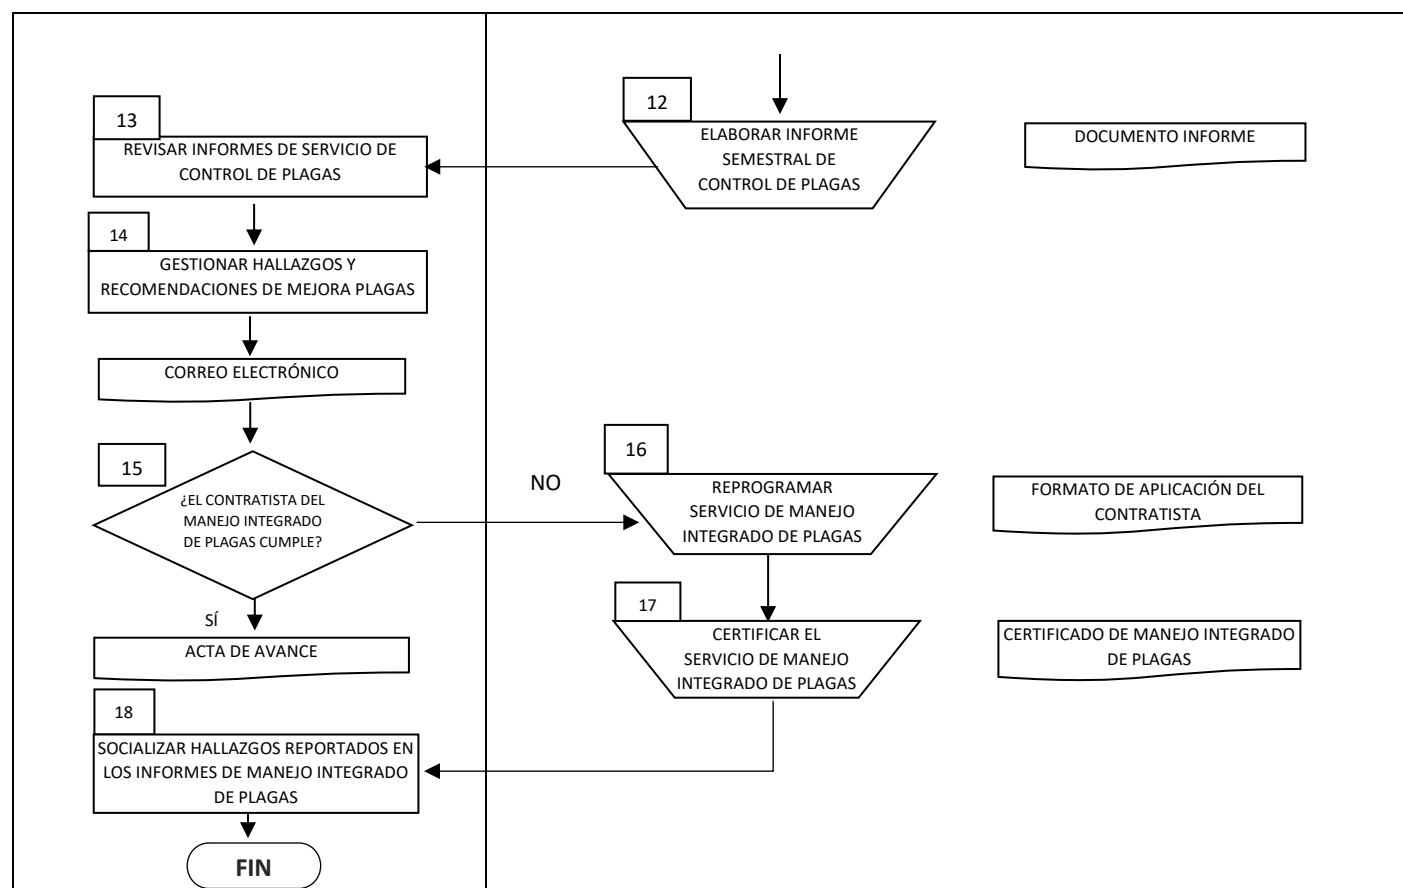 12
ELABORAR INFORME
SEMESTRAL DE
CONTROL DE PLAGAS
DOCUMENTO INFORME
13
REVISAR INFORMES DE SERVICIO DE
CONTROL DE PLAGAS
14
GESTIONAR HALLAZGOS Y
RECOMENDACIONES DE MEJORA PLAGAS
CORREO ELECTRÓNICO
15
¿EL CONTRATISTA DEL
MANEJO INTEGRADO
DE PLAGAS CUMPLE?
NO
16
REPROGRAMAR
SERVICIO DE MANEJO
INTEGRADO DE PLAGAS
FORMATO DE APLICACIÓN DEL
CONTRATISTA
17
CERTIFICAR EL
SERVICIO DE MANEJO
INTEGRADO DE PLAGAS
CERTIFICADO DE MANEJO INTEGRADO
DE PLAGAS
SÍ
ACTA DE AVANCE
18
SOCIALIZAR HALLAZGOS REPORTADOS EN
LOS INFORMES DE MANEJO INTEGRADO
DE PLAGAS
FIN